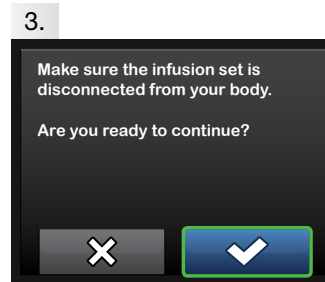 3.
Make sure the infusion set is
disconnected from your body.
Are you ready to continue?